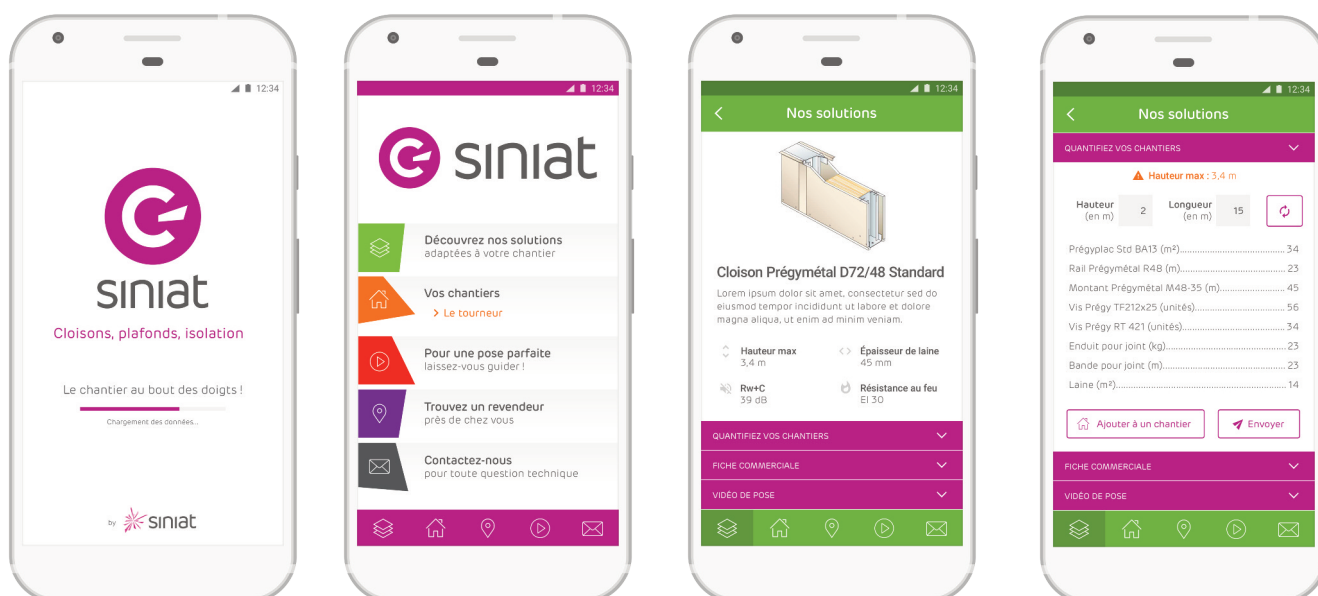 12:34
siniat
Cloisons, plafonds, isolation
Le chantier au bout des doigts !
Chargement des données...
by siniat
12:34
siniat
Découvrez nos solutions
adaptées à votre chantier
Vos chantiers
> Le tourneur
Pour une pose parfaite
laissez-vous guider !
Trouvez un revendeur
près de chez vous
Contactez-nous
pour toute question technique
12:34
Nos solutions
Cloison Prégymétal D72/48 Standard
Lorem ipsum dolor sit amet, consectetur sed do
eiusmod tempor incididunt ut labore et dolore
magna aliqua, ut enim ad minim veniam.
Hauteur max
3,4 m
Épaisseur de laine
45 mm
Rw+C
39 dB
Résistance au feu
EI 30
QUANTIFIEZ VOS CHANTIERS
FICHE COMMERCIALE
VIDÉO DE POSE
12:34
Nos solutions
QUANTIFIEZ VOS CHANTIERS
Hauteur max : 3,4 m
Hauteur
(en m)
2
Longueur
(en m)
15
Prégyplac Std BA13 (m²)........34
Rail Prégymétal R48 (m)........23
Montant Prégymétal M48-35 (m)........45
Vis Prégy TF212x25 (unités)........56
Vis Prégy RT 421 (unités)........34
Enduit pour joint (kg)........23
Bande pour joint (m)........23
Laine (m²)........14
Ajouter à un chantier
Envoyer
FICHE COMMERCIALE
VIDÉO DE POSE